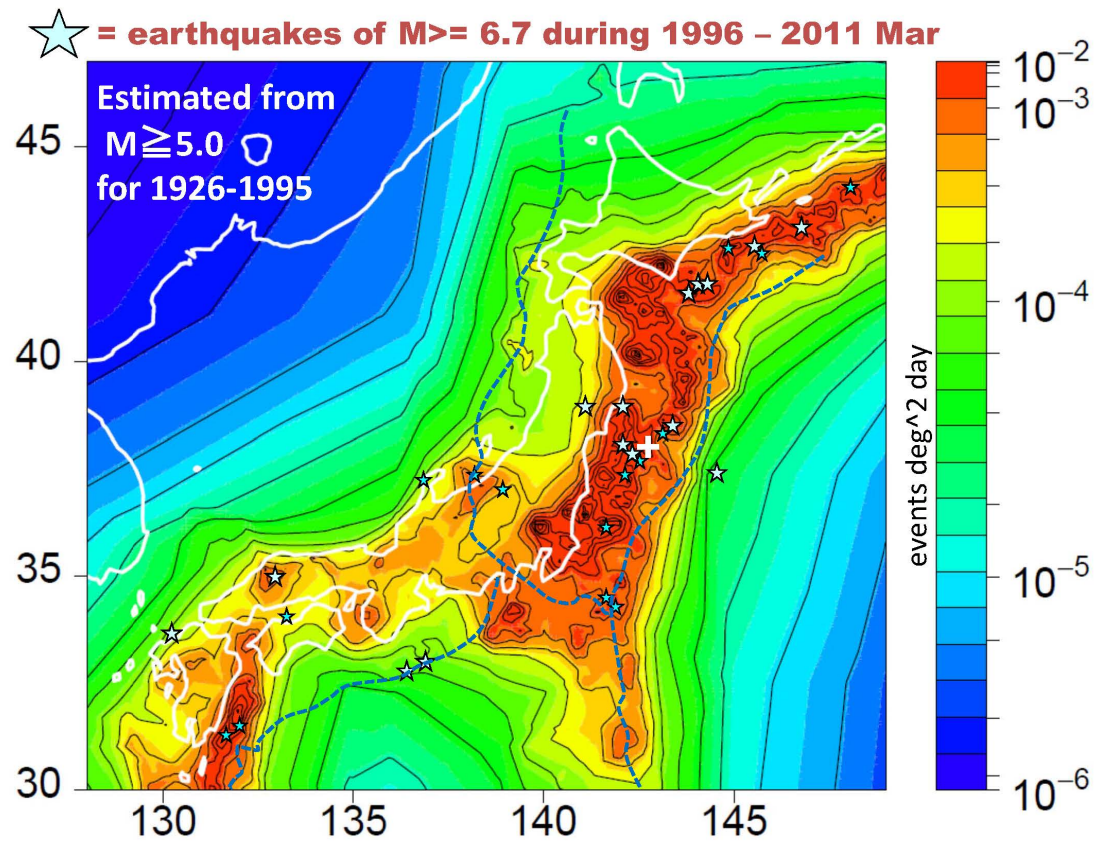 = earthquakes of M>= 6.7 during 1996 – 2011 Mar
Estimated from
M≧5.0
for 1926-1995
45
40
35
30
130
135
140
145
10−2
10−3
10−4
10−5
10−6
events deg^2 day